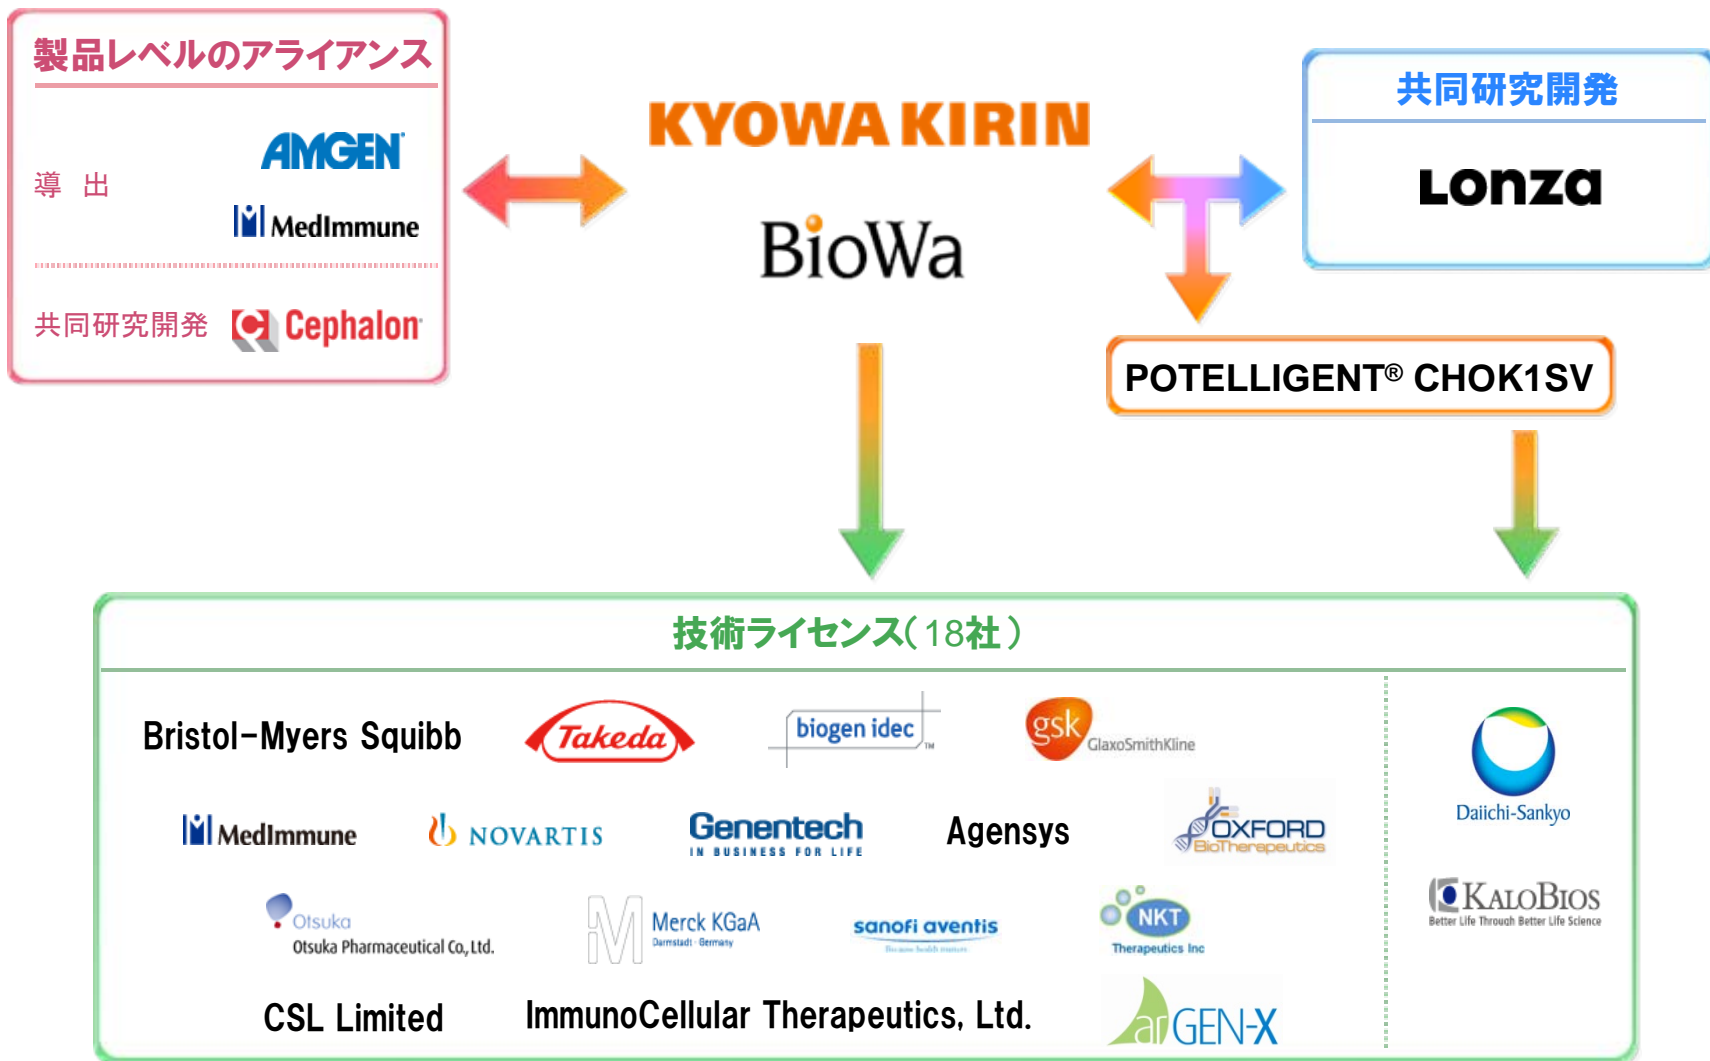 製品レベルのアライアンス
導 出
AMGEN®
MedImmune
共同研究開発
Cephalon
KYOWA KIRIN
BioWa
共同研究開発
Lonza
POTELLIGENT® CHOK1SV
技術ライセンス(18社)
Bristol-Myers Squibb
Takeda
biogen idec TM
gsk
GlaxoSmithKline
MedImmune
NOVARTIS
Genentech
IN BUSINESS FOR LIFE
Agensys
OXFORD
BioTherapeutics
Otsuka
Otsuka Pharmaceutical Co., Ltd.
M
Merck KGaA
Darmstadt · Germany
sanofi aventis
Because health matters
NKT
Therapeutics Inc
CSL Limited
ImmunoCellular Therapeutics, Ltd.
arGEN-X
Daiichi-Sankyo
KALOBIOS
Better Life Through Better Life Science